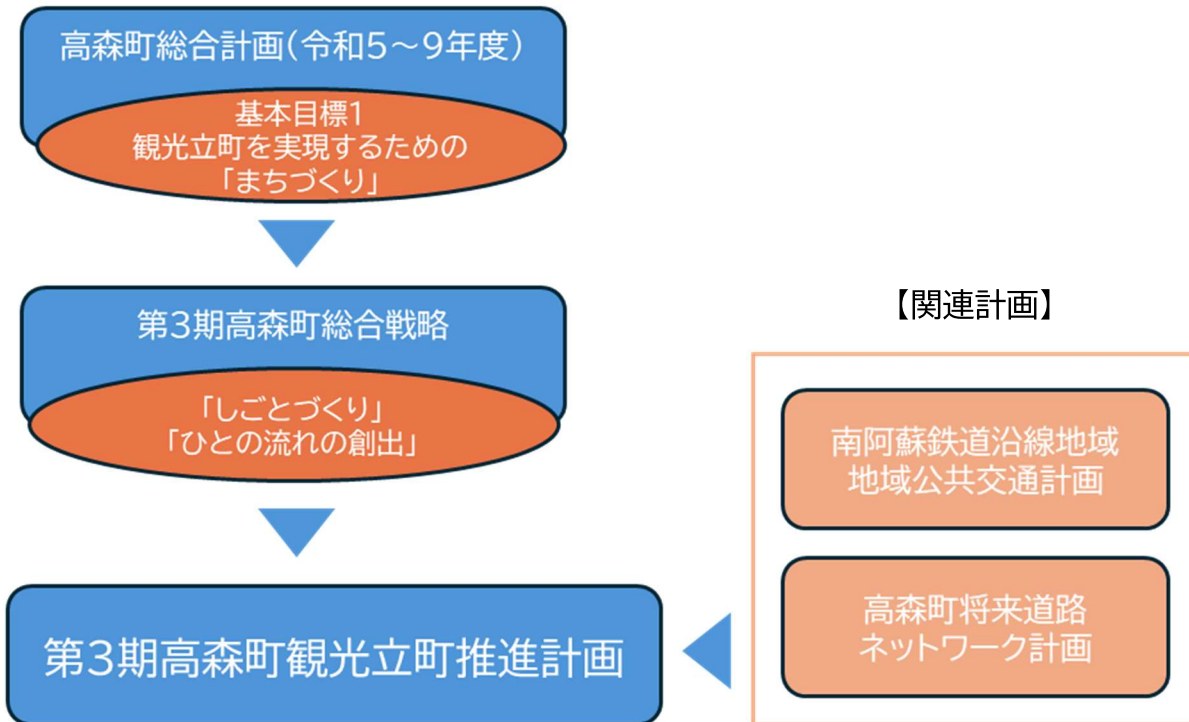 高森町総合計画(令和5～9年度)
基本目標1
観光立町を実現するための
「まちづくり」
第3期高森町総合戦略
「しごとづくり」
「ひとの流れの創出」
第3期高森町観光立町推進計画
【関連計画】
南阿蘇鉄道沿線地域
地域公共交通計画
高森町将来道路
ネットワーク計画